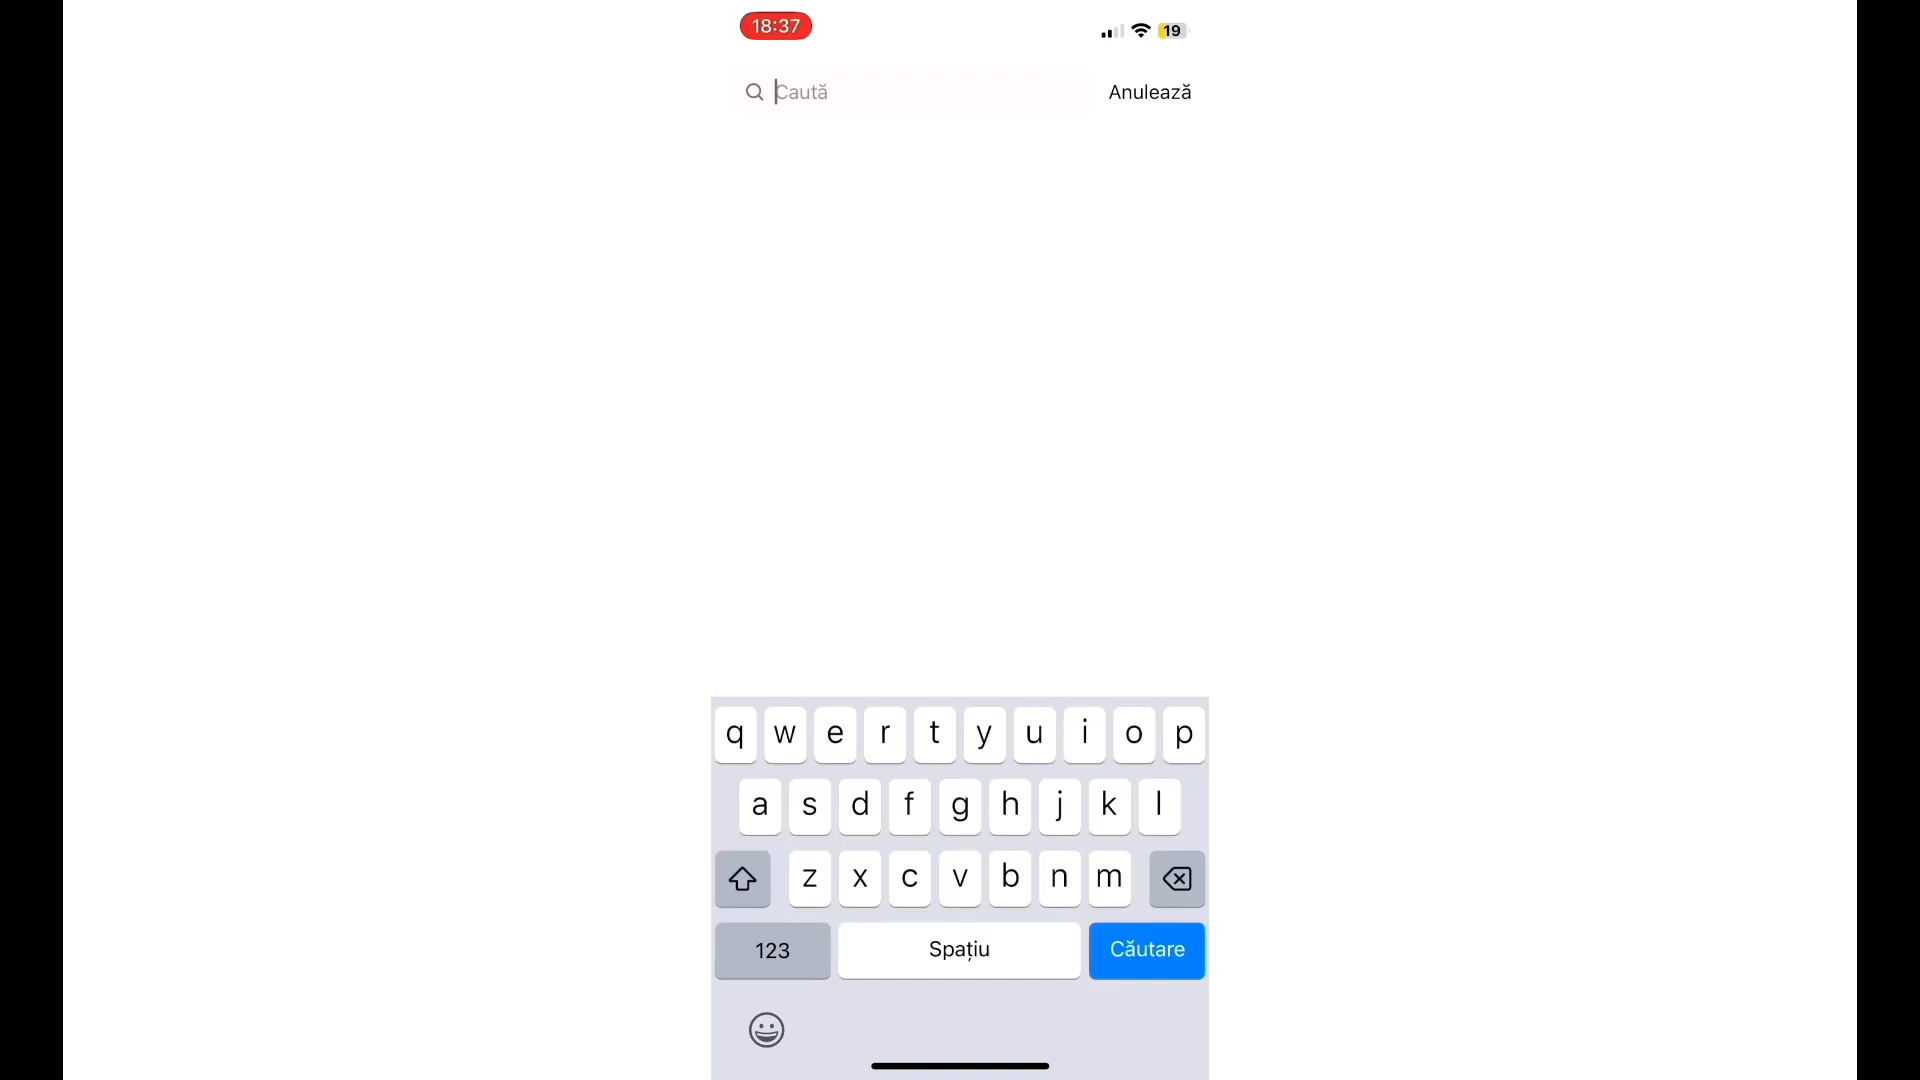 18:37
19
Caută
Anulează
q w e r t y u i o p
a s d f g h j k l
z x c v b n m
123 Spațiu Căutare